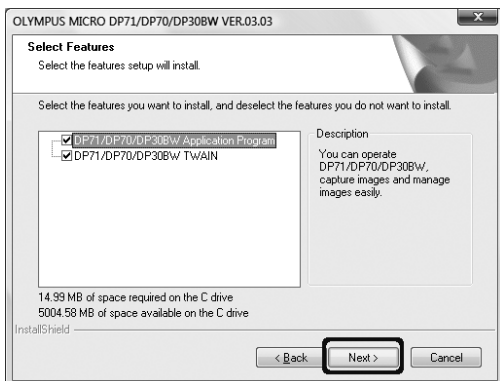 OLYMPUS MICRO DP71/DP70/DP30BW VER.03.03
Select Features
Select the features setup will install.
Select the features you want to install, and deselect the features you do not want to install.
DP71/DP70/DP30BW Application Program
DP71/DP70/DP30BW TWAIN
Description
You can operate
DP71/DP70/DP30BW,
capture images and manage
images easily.
14.99 MB of space required on the C drive
5004.58 MB of space available on the C drive
InstallShield
< Back
Next >
Cancel